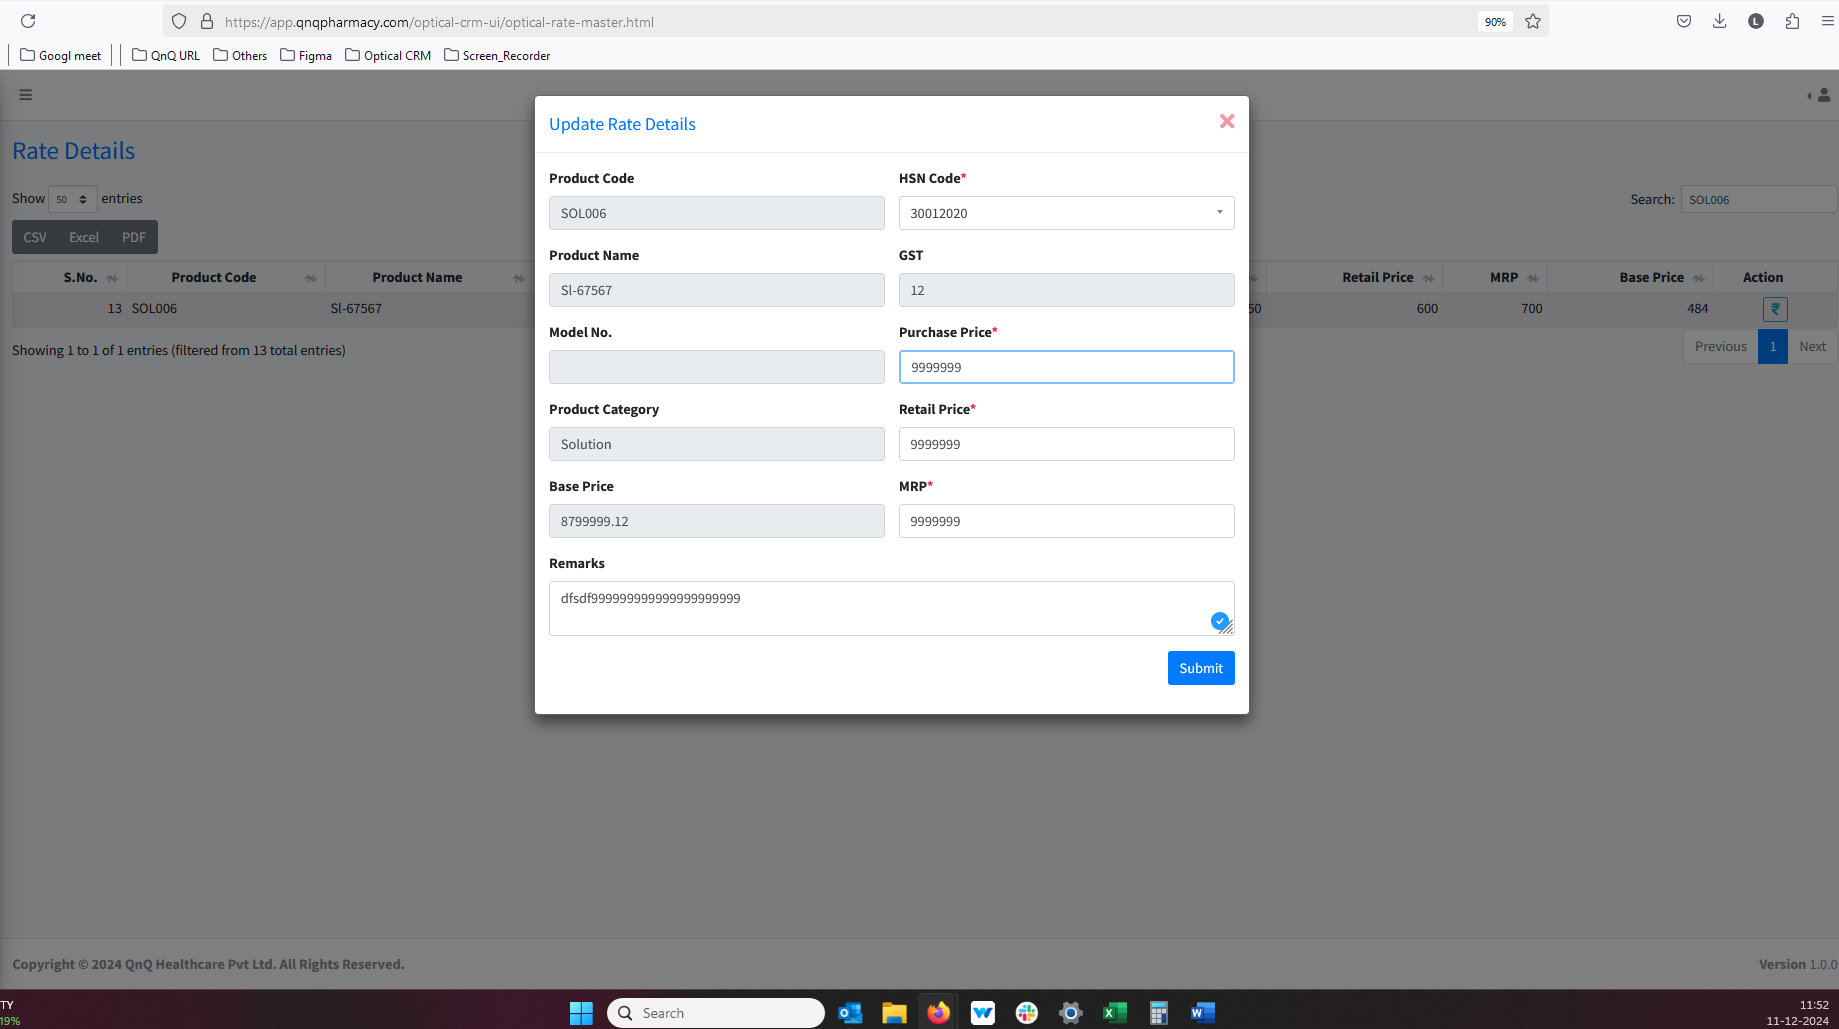 https://app.qnqpharmacy.com/optical-crm-ui/optical-rate-master.html
90%
L
Googl meet
QnQ URL
Others
Figma
Optical CRM
Screen_Recorder
Update Rate Details
Rate Details
Show 50 entries
Search: SOL006
CSV Excel PDF
S.No. Product Code Product Name Retail Price MRP Base Price Action
13 SOL006 Sl-67567 50 600 700 484 ₹
Showing 1 to 1 of 1 entries (filtered from 13 total entries)
Previous 1 Next
Product Code
SOL006
HSN Code*
30012020
Product Name
Sl-67567
GST
12
Model No.
Purchase Price*
9999999
Product Category
Solution
Retail Price*
9999999
Base Price
8799999.12
MRP*
9999999
Remarks
dfsdf999999999999999999999
Submit
Copyright © 2024 QnQ Healthcare Pvt Ltd. All Rights Reserved.
Version 1.0.0
TY
19%
Search
11:52
11-12-2024